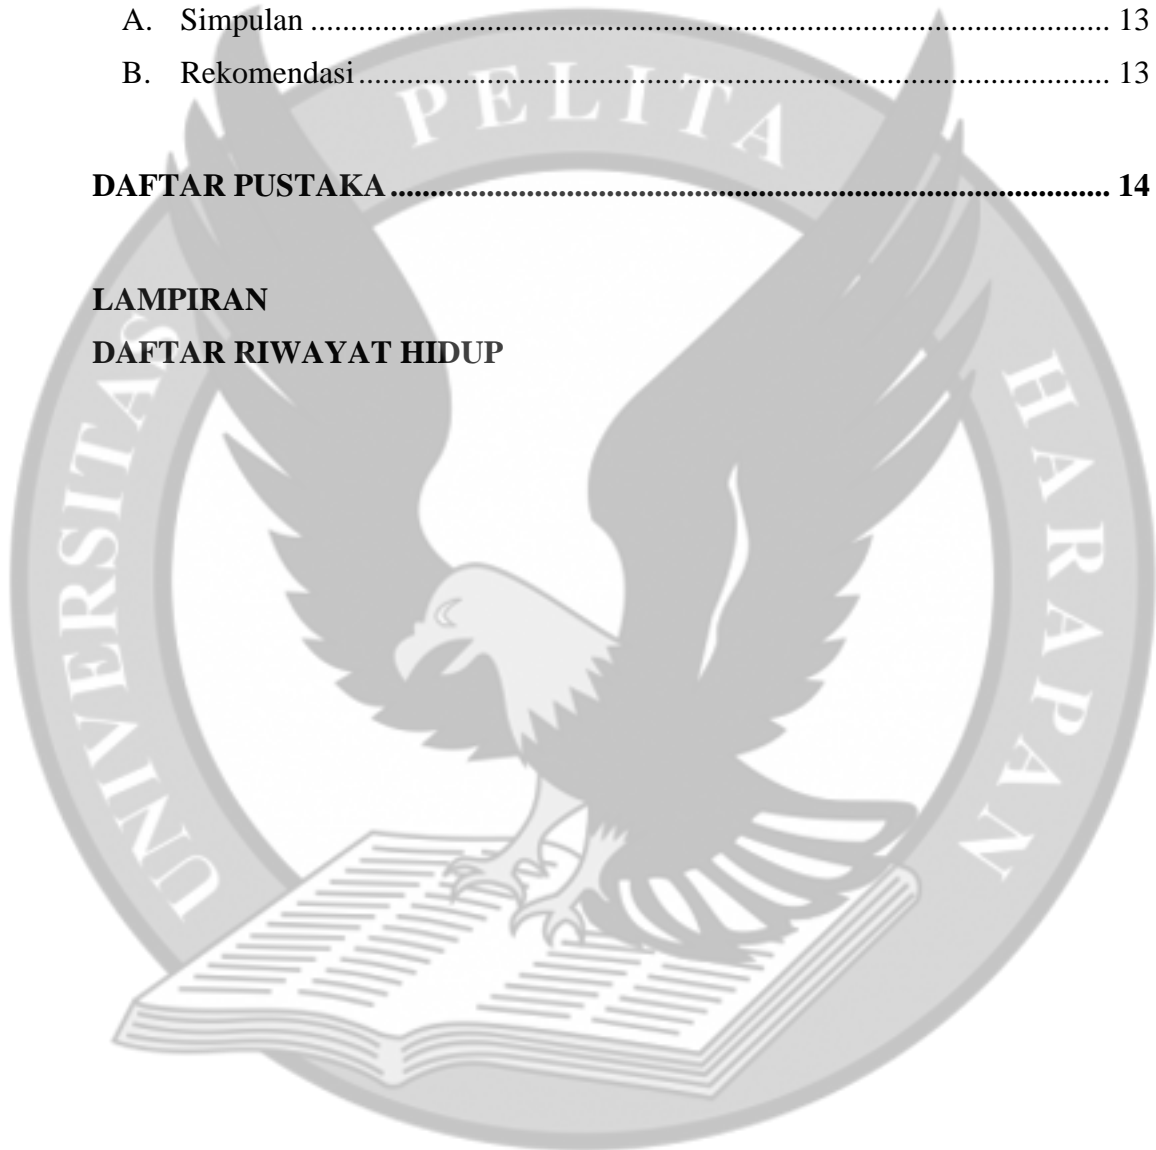 A. Simpulan .................................................................................... 13
B. Rekomendasi ............................................................................... 13
DAFTAR PUSTAKA ............................................................................ 14
LAMPIRAN
DAFTAR RIWAYAT HIDUP
UNIVERSITAS PELITA HARAPAN